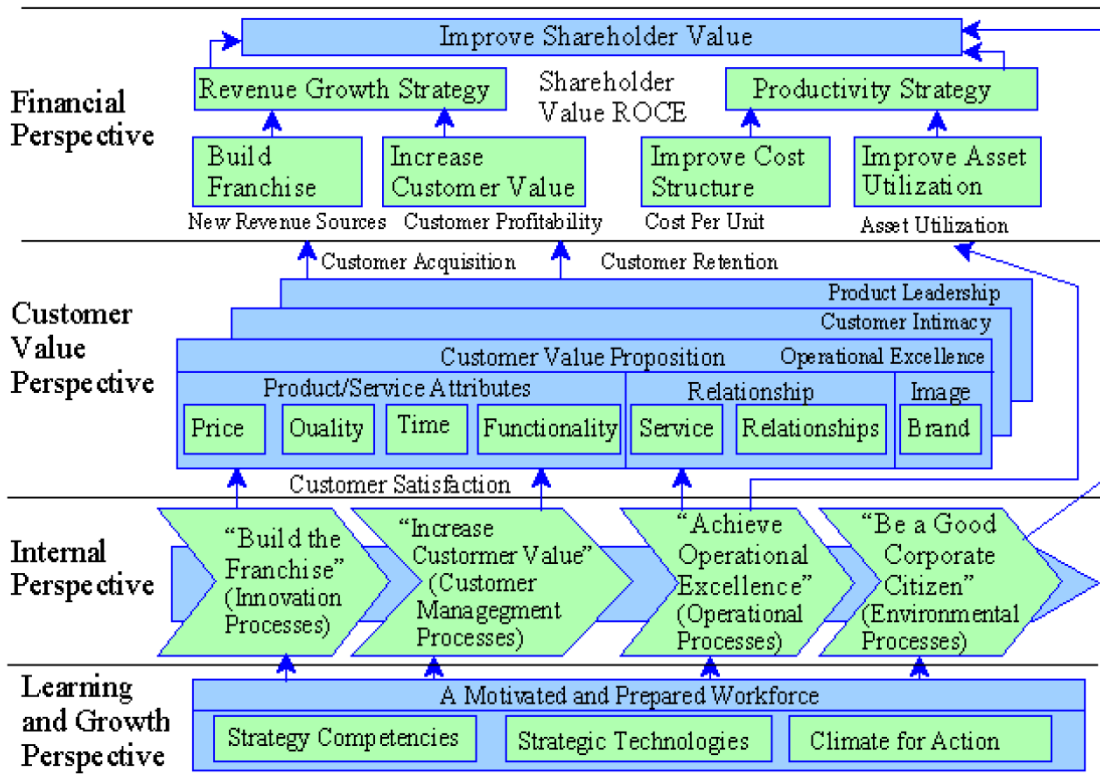 Improve Shareholder Value
Financial
Perspective
Revenue Growth Strategy
Shareholder
Value ROCE
Productivity Strategy
Build
Franchise
Increase
Customer Value
Improve Cost
Structure
Improve Asset
Utilization
New Revenue Sources
Customer Profitability
Cost Per Unit
Asset Utilization
Customer Acquisition
Customer Retention
Customer
Value
Perspective
Product Leadership
Customer Intimacy
Customer Value Proposition
Operational Excellence
Product/Service Attributes
Relationship
Image
Price
Ouality
Time
Functionality
Service
Relationships
Brand
Customer Satisfaction
Internal
Perspective
“Build the
Franchise”
(Innovation
Processes)
“Increase
Custormer Value”
(Customer
Managegment
Processes)
“Achieve
Operational
Excellence”
(Operational
Processes)
“Be a Good
Corporate
Citizen”
(Environmental
Processes)
Learning
and Growth
Perspective
A Motivated and Prepared Workforce
Strategy Competencies
Strategic Technologies
Climate for Action